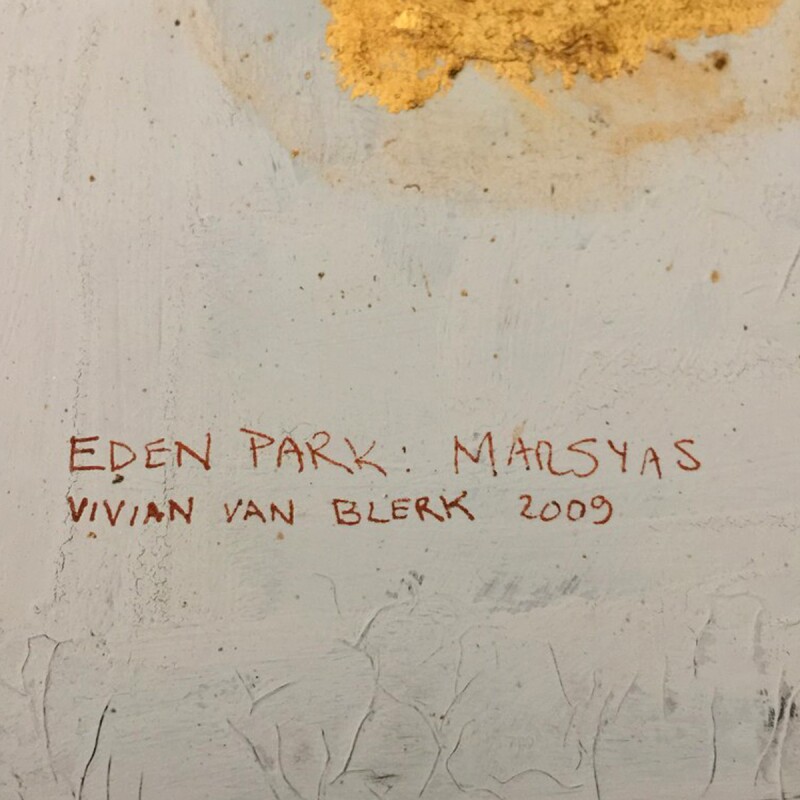 EDEN PARK: MARSYAS
VIVIAN VAN BLERK 2009